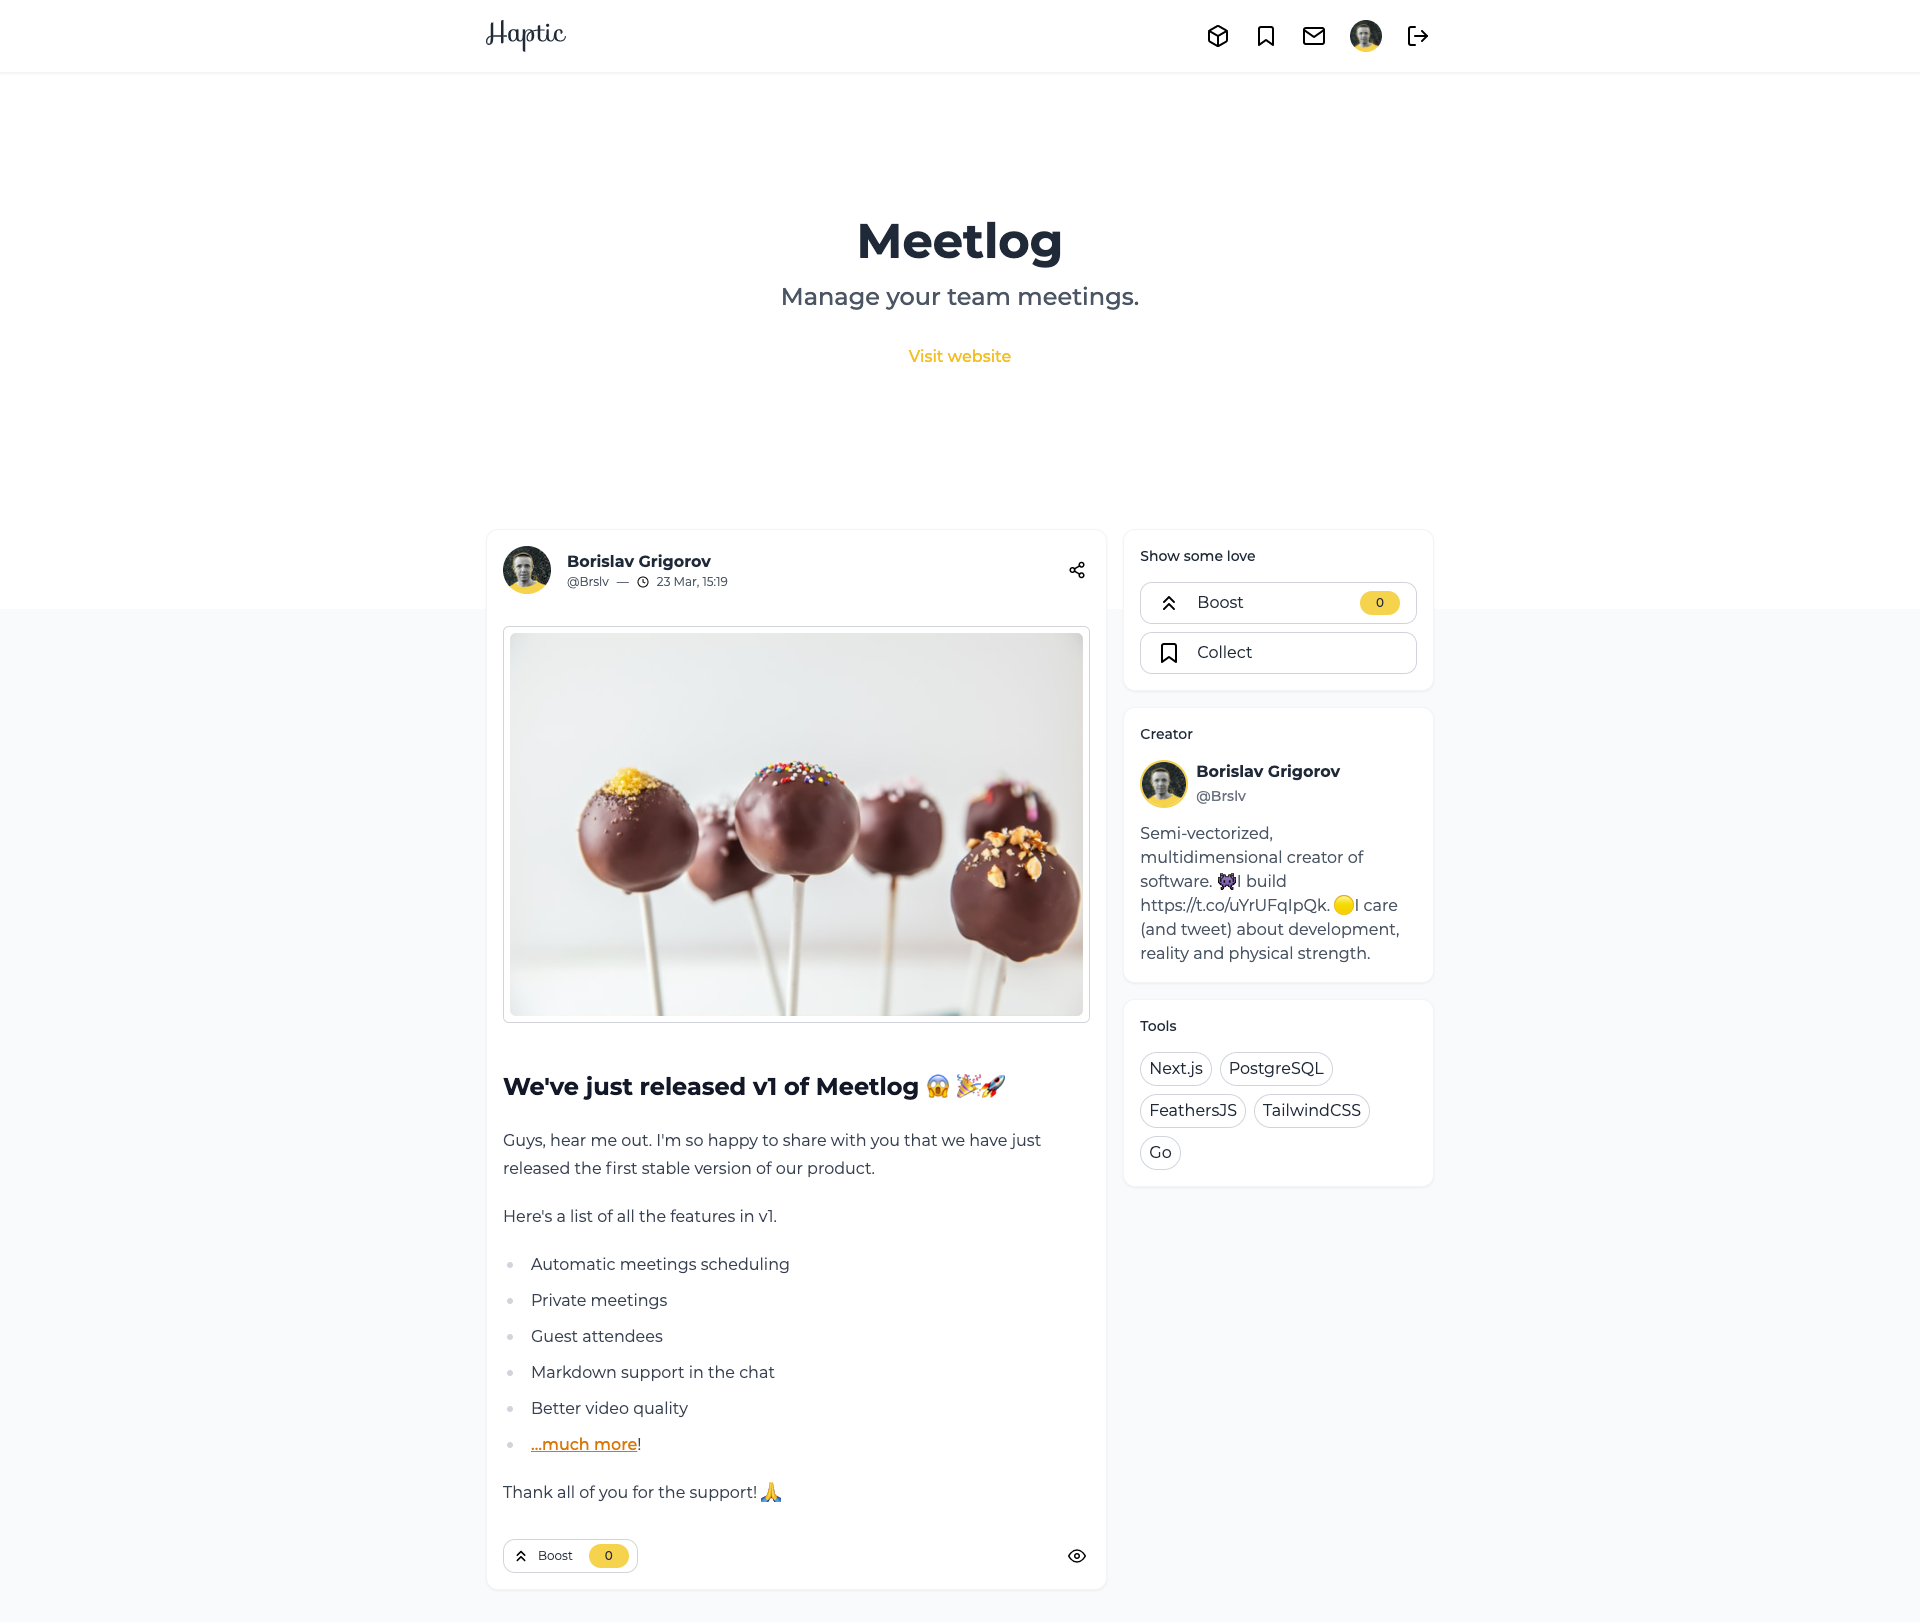 Haptic
Meetlog
Manage your team meetings.
Visit website
Borislav Grigorov
@Brslv — 23 Mar, 15:19
We've just released v1 of Meetlog 😱 🎉🚀
Guys, hear me out. I'm so happy to share with you that we have just
released the first stable version of our product.
Here's a list of all the features in v1.
Automatic meetings scheduling
Private meetings
Guest attendees
Markdown support in the chat
Better video quality
...much more!
Thank all of you for the support! 🙏
Boost 0
Show some love
Boost 0
Collect
Creator
Borislav Grigorov
@Brslv
Semi-vectorized,
multidimensional creator of
software. 👾I build
https://t.co/uYrUFqIpQk. 🟡I care
(and tweet) about development,
reality and physical strength.
Tools
Next.js PostgreSQL
FeathersJS TailwindCSS
Go